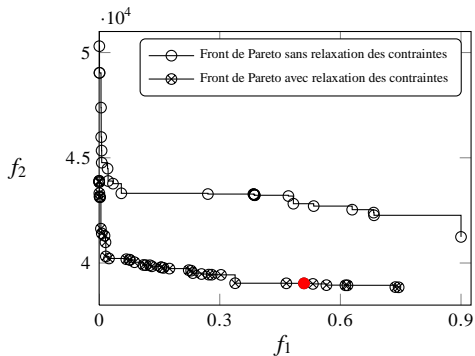 ·10⁴
5
4.5
4
f₂
Front de Pareto sans relaxation des contraintes
Front de Pareto avec relaxation des contraintes
0 0.3 0.6 0.9
f₁